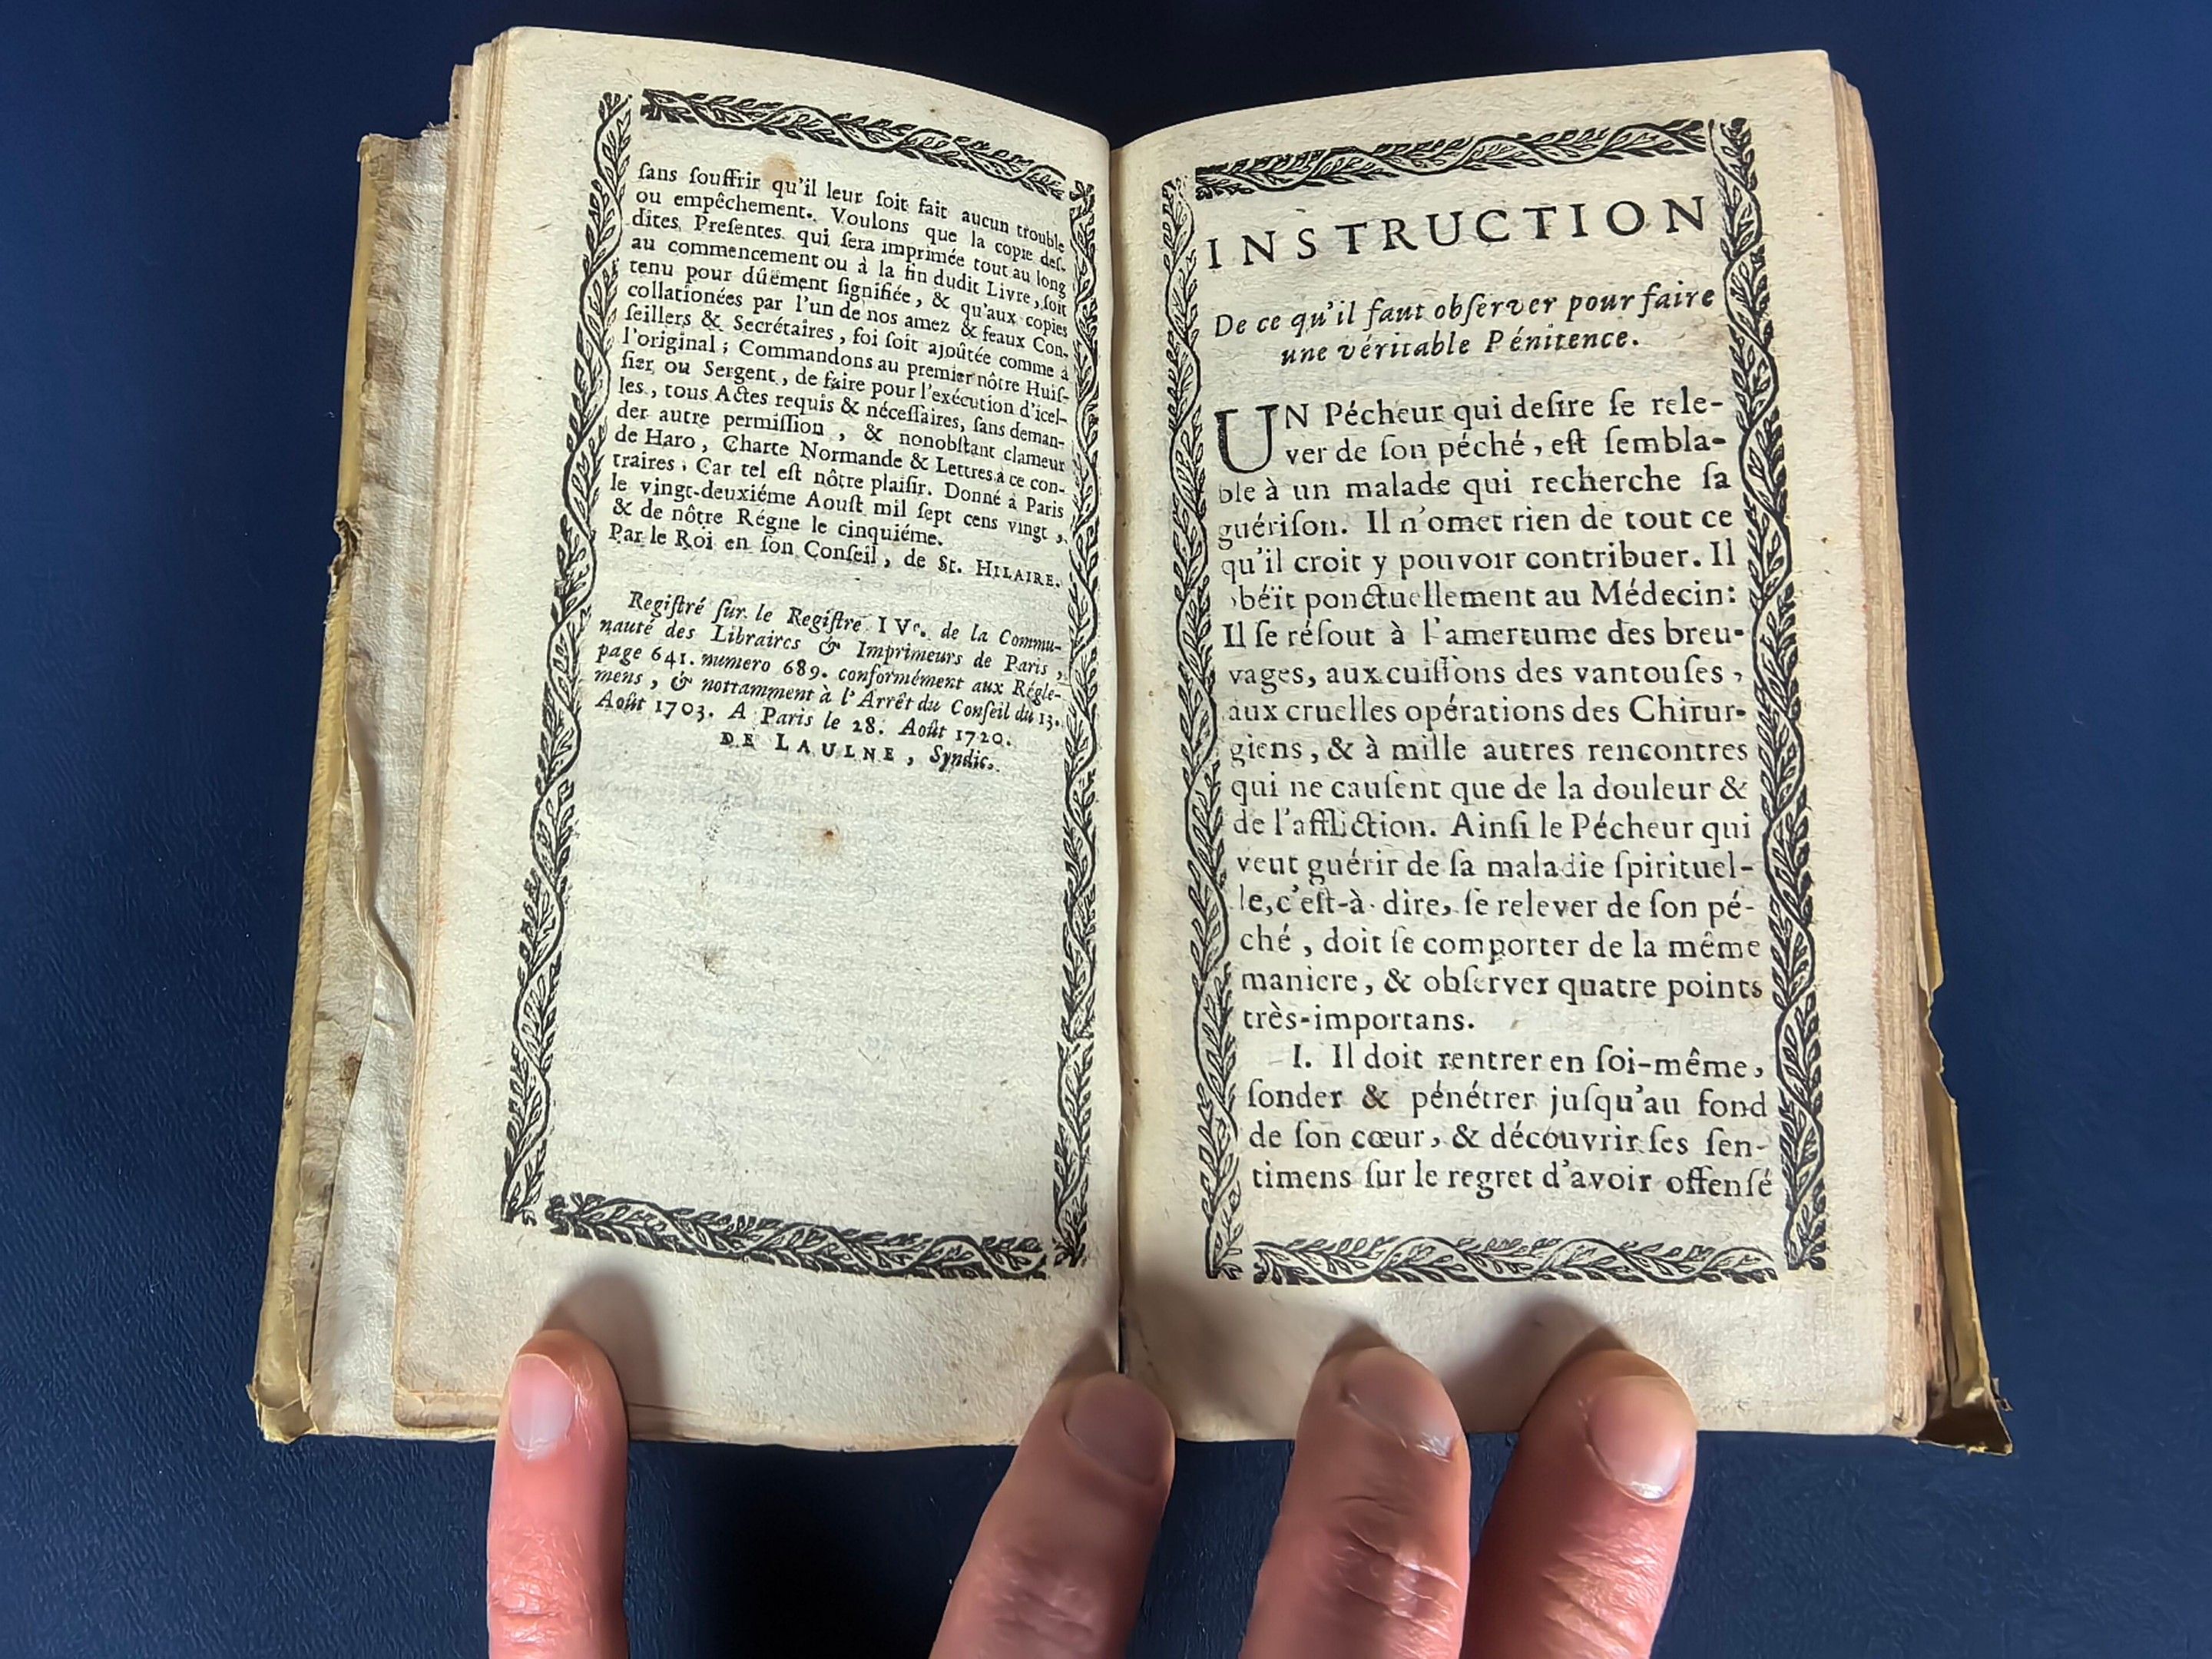 sans souffrir qu'il leur soit fait aucun trouble
ou empêchement. Voulons que la copie des-
dites Presentes qui sera imprimée tout au long
au commencement ou à la fin dudit Livre, soit
tenu pour dûëment signifiée, & qu'aux copies
collationées par l'un de nos amez & feaux Con-
seillers & Secrétaires, foi soit ajoûtée comme à
l'original; Commandons au premier nôtre Huis-
sier ou Sergent, de faire pour l'exécution d'icel-
les, tous Actes requis & nécessaires, sans deman-
der autre permission, & nonobstant clameur
de Haro, Charte Normande & Lettres à ce con-
traires; Car tel est nôtre plaisir. Donné à Paris
le vingt-deuxiéme Aoust mil sept cens vingt,
& de nôtre Régne le cinquiéme.
Par le Roi en son Conseil, de St. HILAIRE.
Registré sur le Registre IVe. de la Commu-
nauté des Libraires & Imprimeurs de Paris,
page 641. numero 689. conformément aux Régle-
mens, & nottamment à l'Arrêt du Conseil du 13.
Août 1703. A Paris le 28. Août 1720.
DE LAULNE, Syndic.
INSTRUCTION
De ce qu'il faut observer pour faire
une véritable Pénitence.
UN Pécheur qui desire se rele-
ver de son péché, est sembla-
ble à un malade qui recherche sa
guérison. Il n'omet rien de tout ce
qu'il croit y pouvoir contribuer. Il
obéït ponctuellement au Médecin:
Il se résout à l'amertume des breu-
vages, aux cuissons des vantouses,
aux cruelles opérations des Chirur-
giens, & à mille autres rencontres
qui ne causent que de la douleur &
de l'affliction. Ainsi le Pécheur qui
veut guérir de sa maladie spirituel-
le, c'est-à-dire, se relever de son pé-
ché, doit se comporter de la même
maniere, & observer quatre points
très-importans.
I. Il doit rentrer en soi-même,
sonder & pénétrer jusqu'au fond
de son cœur, & découvrir ses sen-
timens sur le regret d'avoir offensé